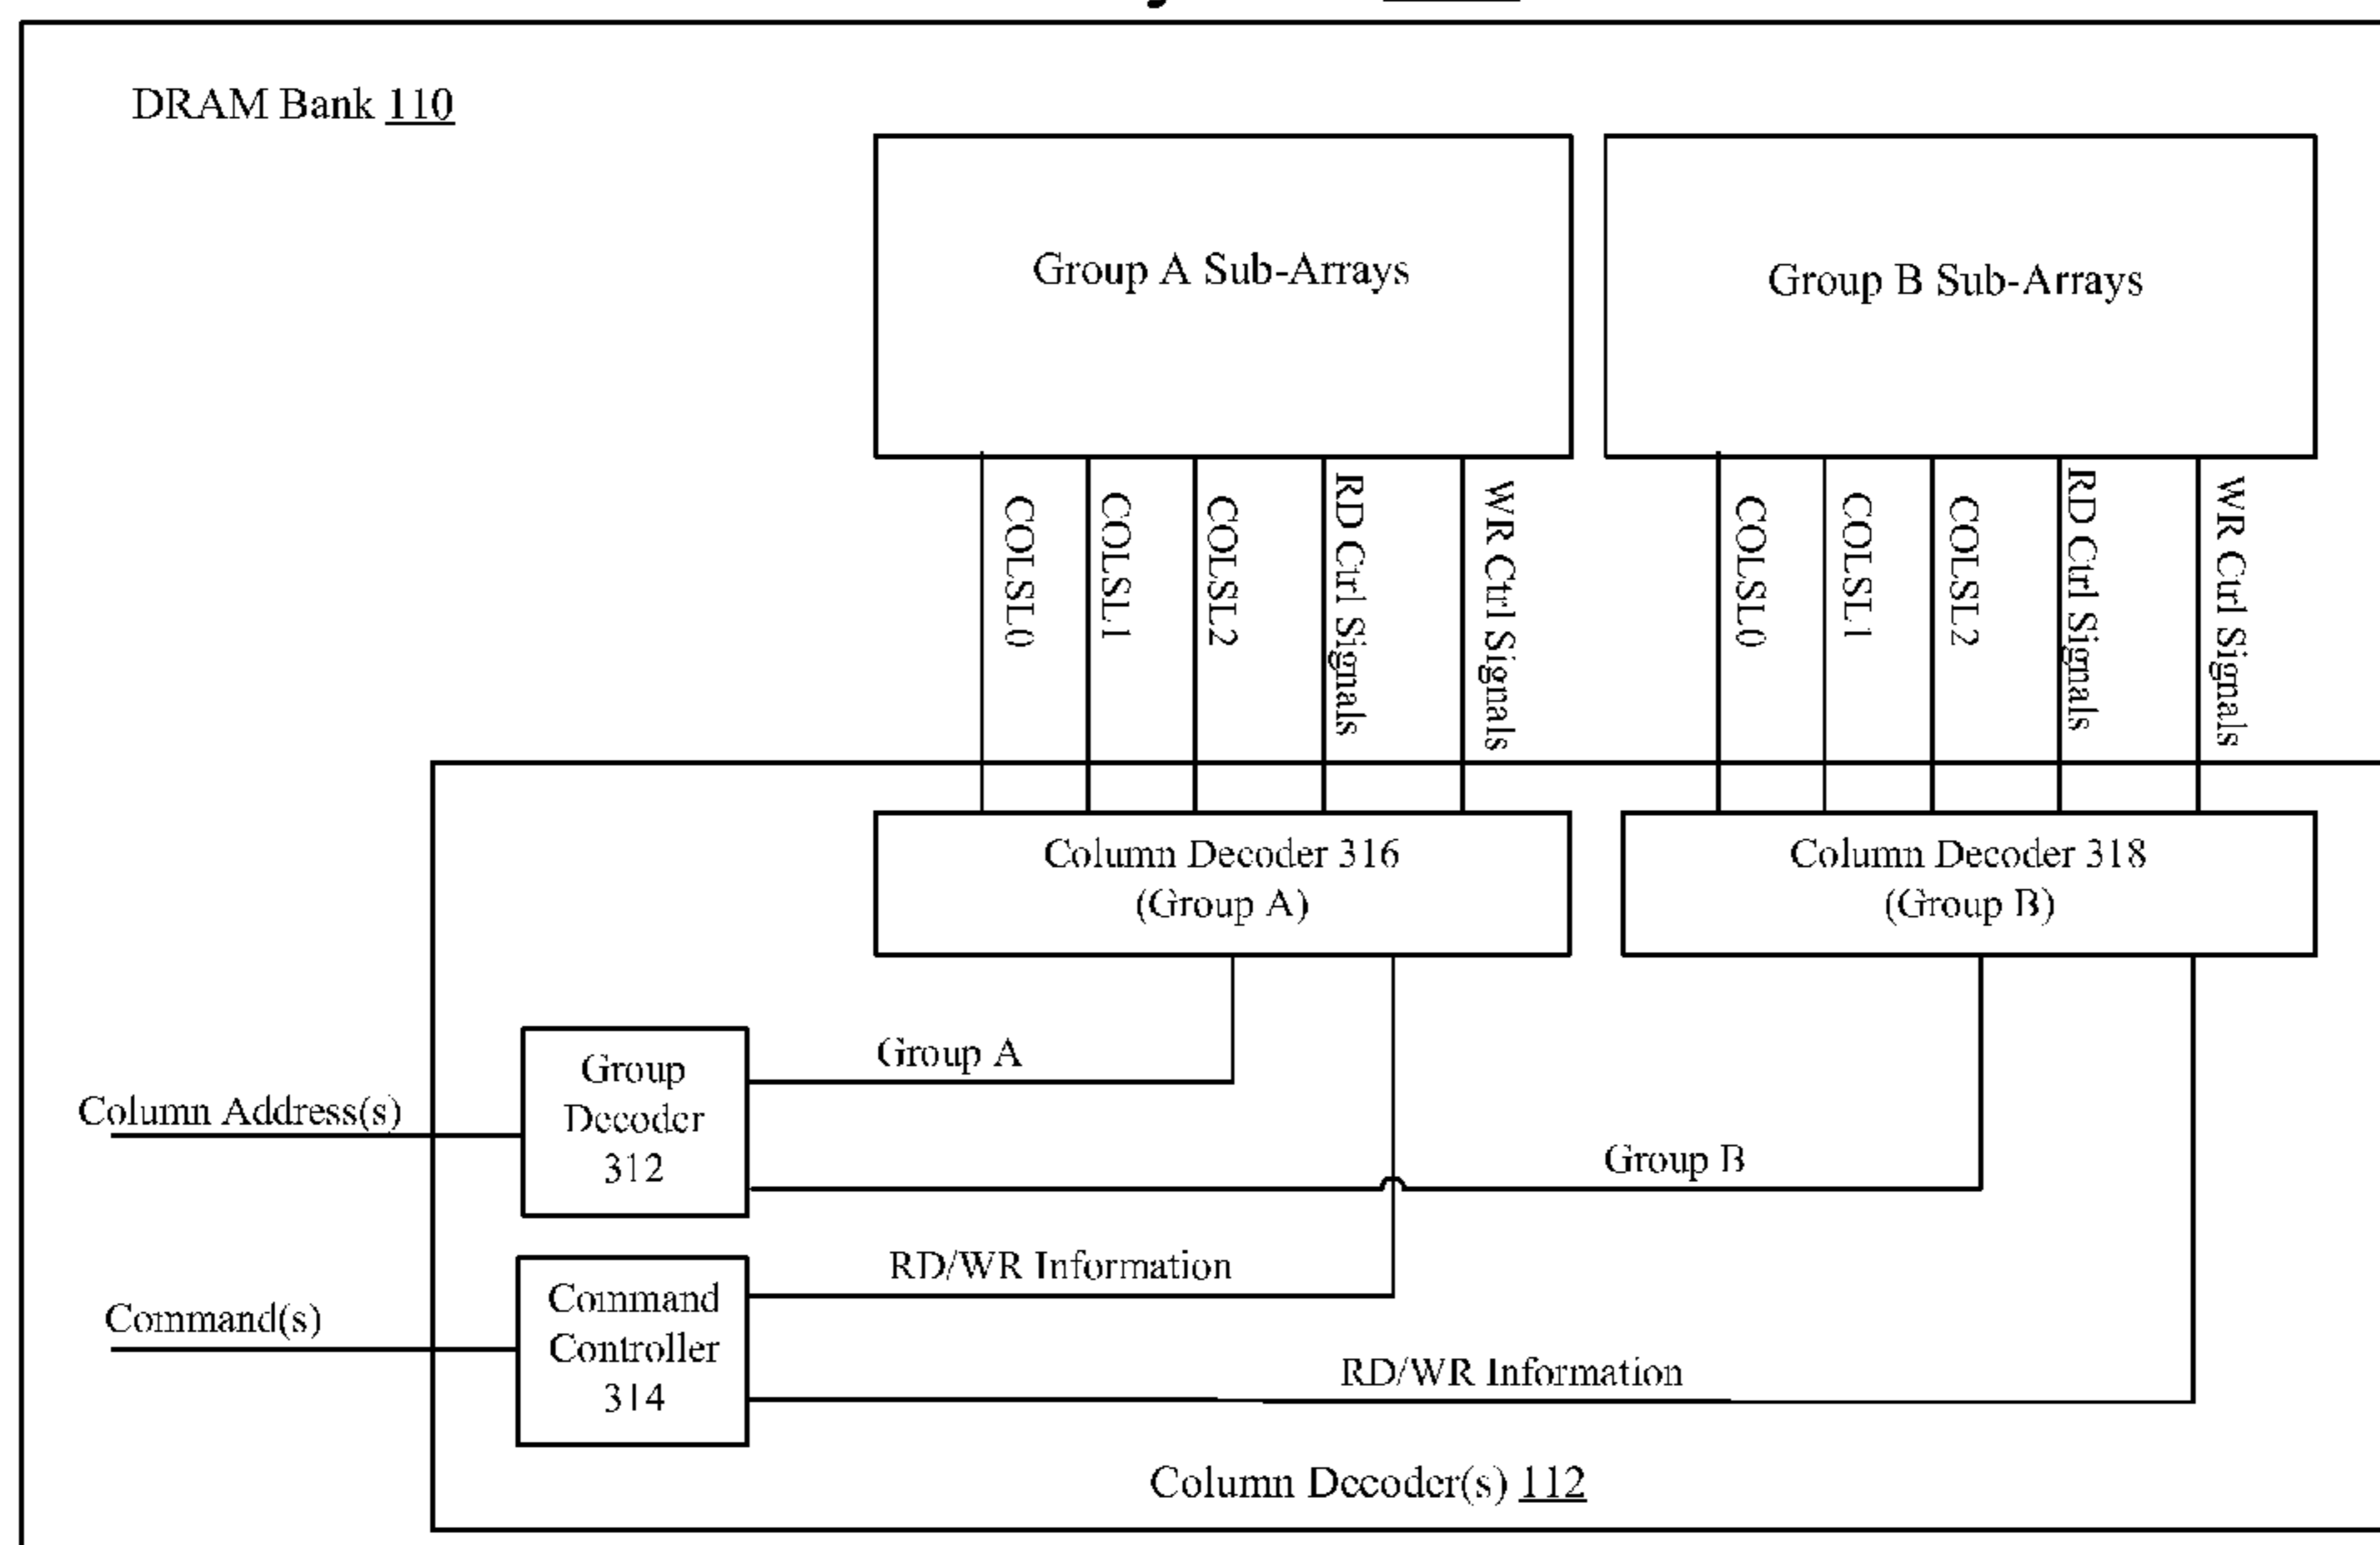 DRAM Bank 110
Group A Sub-Arrays
Group B Sub-Arrays
COLSL0
COLSL1
COLSL2
RD Ctrl Signals
WR Ctrl Signals
COLSL0
COLSL1
COLSL2
RD Ctrl Signals
WR Ctrl Signals
Column Decoder 316
(Group A)
Column Decoder 318
(Group B)
Group
Decoder
312
Group A
Column Address(s)
Group B
Command
Controller
314
RD/WR Information
Command(s)
RD/WR Information
Column Decoder(s) 112